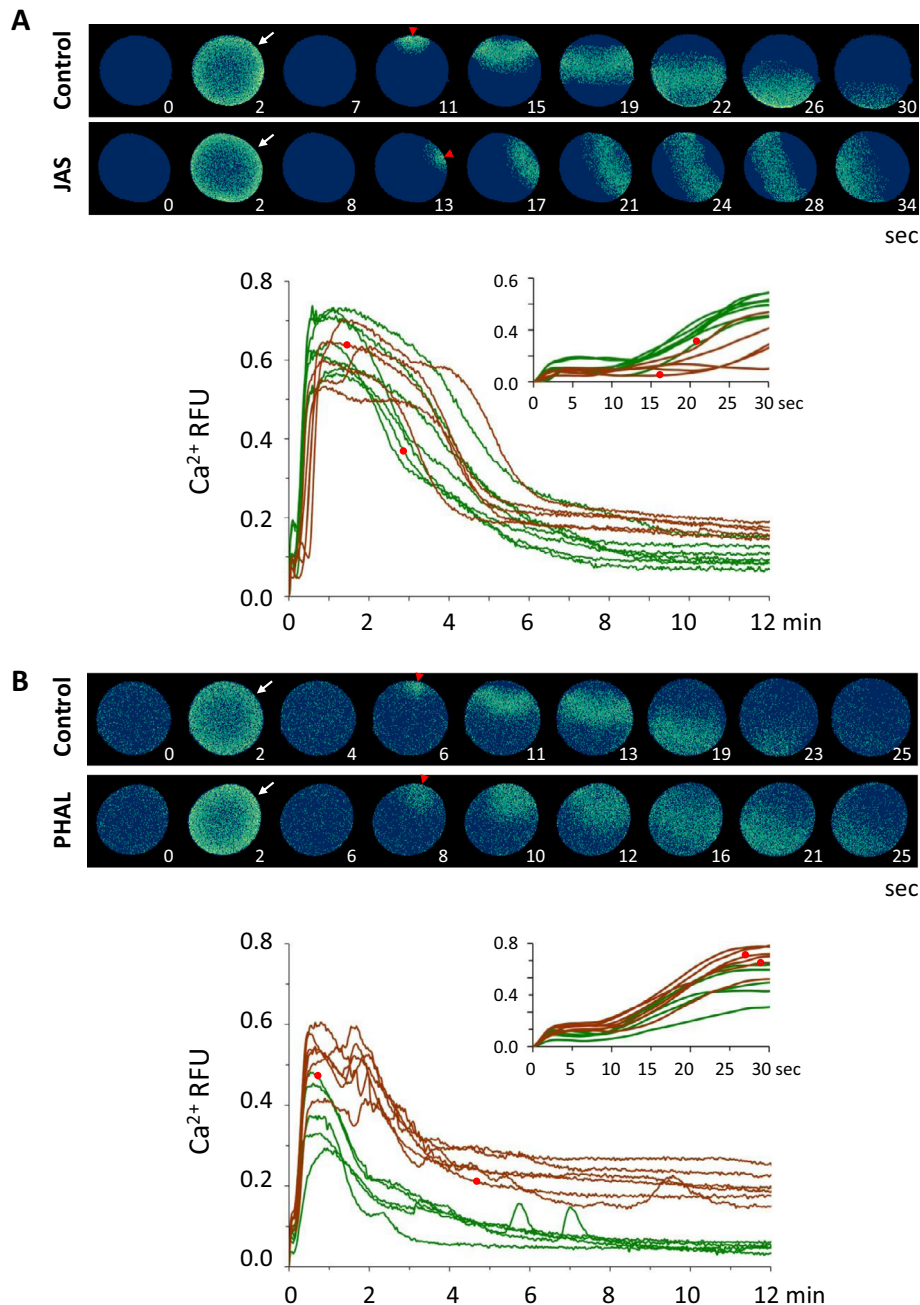 A
Control
0 2 7 11 15 19 22 26 30
JAS
0 2 8 13 17 21 24 28 34
sec
0.8
0.6
0.4
0.2
0.0
Ca²⁺ RFU
0 2 4 6 8 10 12 min
0.6
0.4
0.2
0.0
0 5 10 15 20 25 30 sec
B
Control
0 2 4 6 11 13 19 23 25
PHAL
0 2 6 8 10 12 16 21 25
sec
0.8
0.6
0.4
0.2
0.0
Ca²⁺ RFU
0 2 4 6 8 10 12 min
0.8
0.4
0.0
0 5 10 15 20 25 30 sec